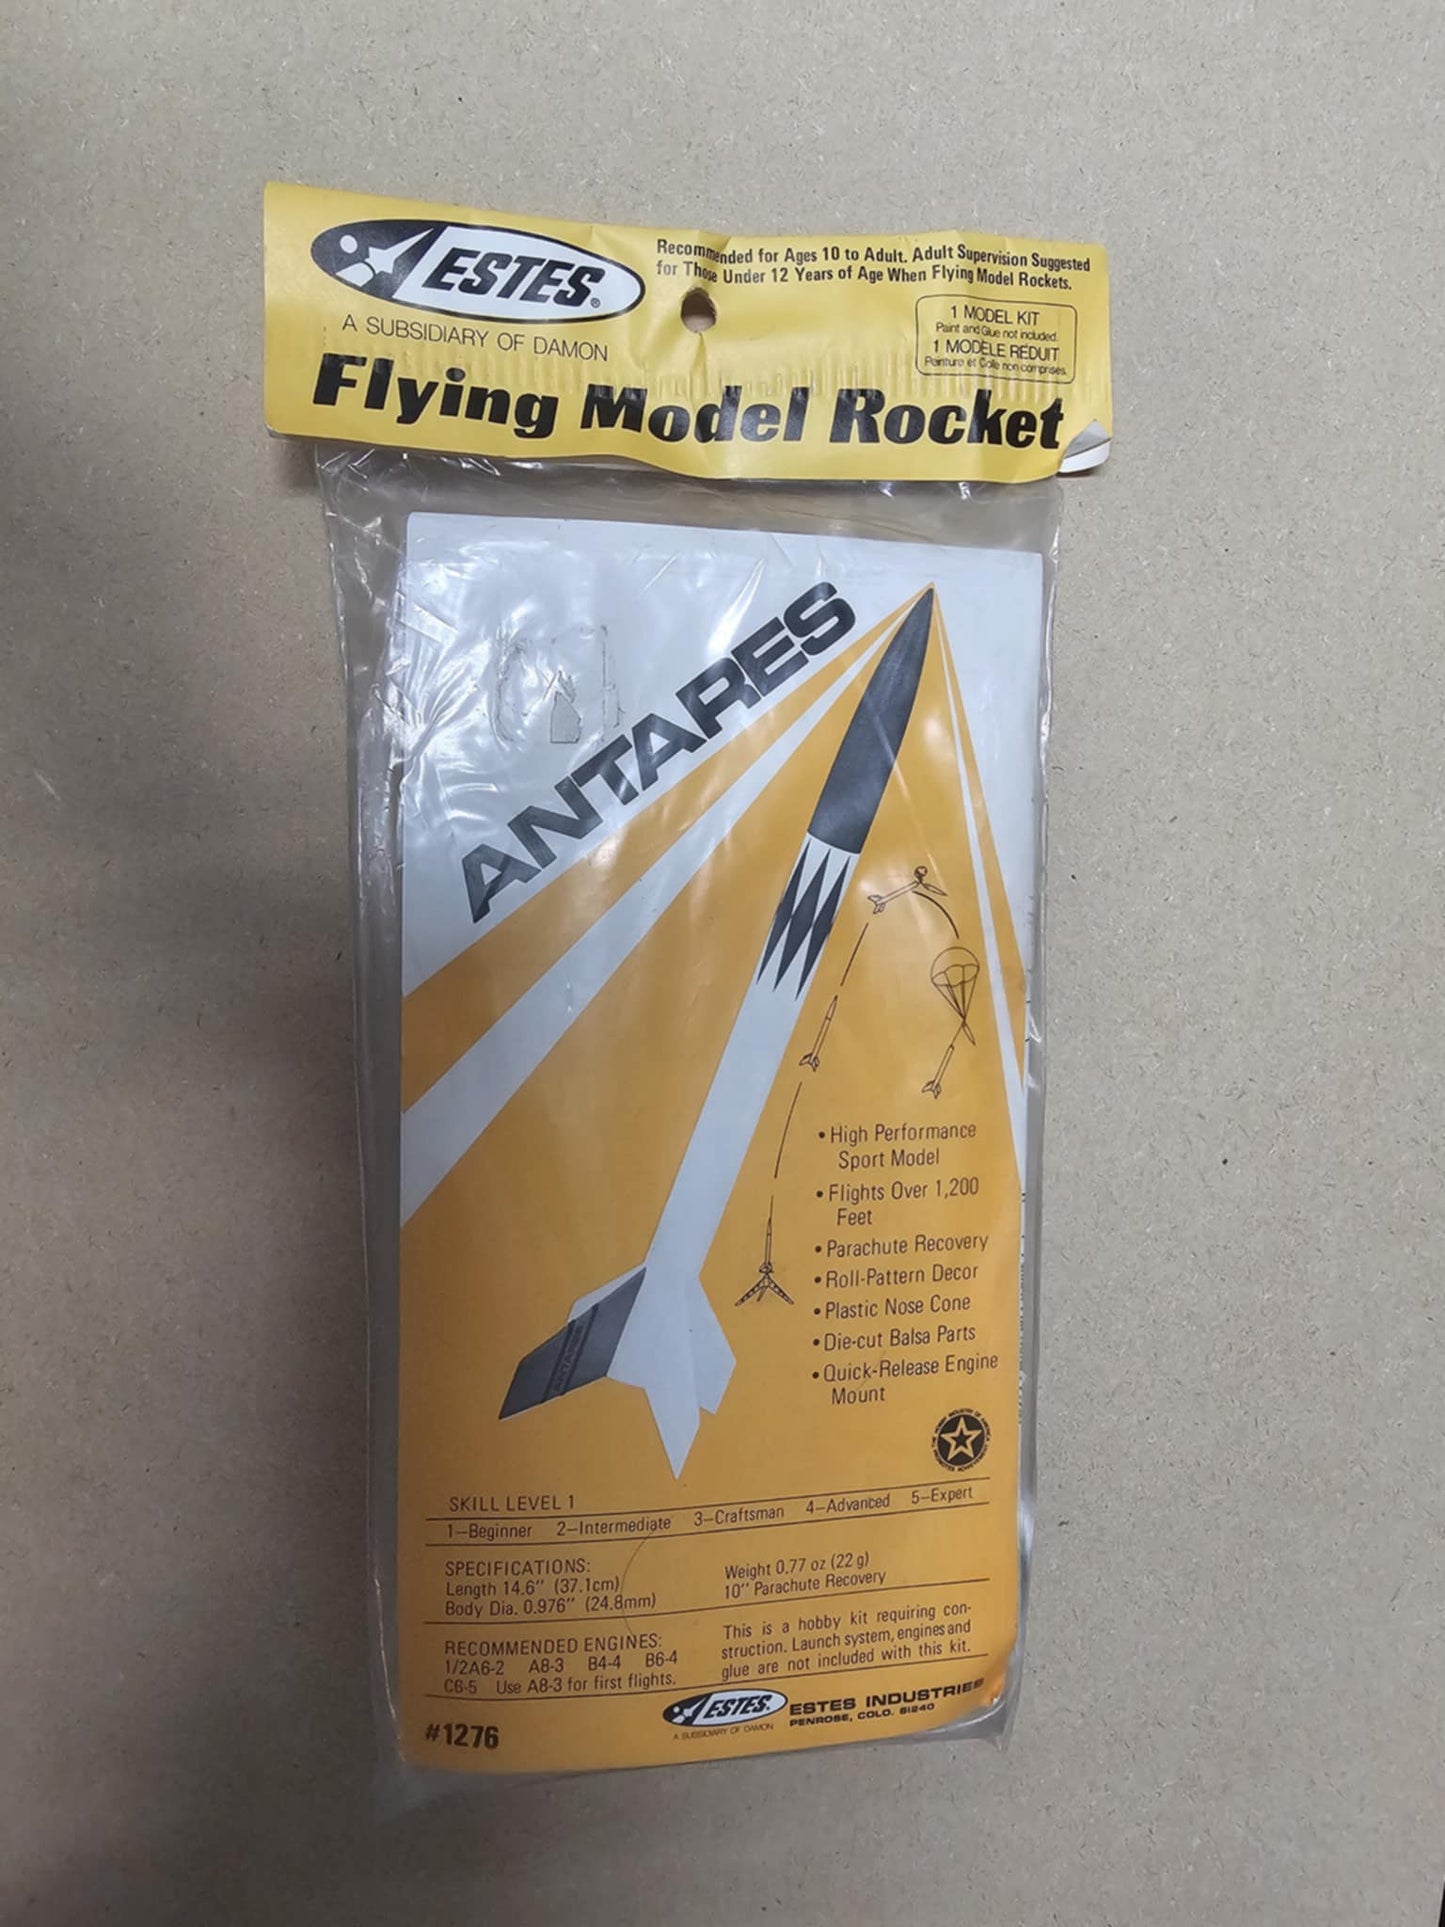 ESTES®
A SUBSIDIARY OF DAMON
Recommended for Ages 10 to Adult. Adult Supervision Suggested
for Those Under 12 Years of Age When Flying Model Rockets.
1 MODEL KIT
Paint and Glue not included.
1 MODÈLE RÉDUIT
Peinture et Colle non comprises.
Flying Model Rocket
ANTARES
• High Performance
Sport Model
• Flights Over 1,200
Feet
• Parachute Recovery
• Roll-Pattern Decor
• Plastic Nose Cone
• Die-cut Balsa Parts
• Quick-Release Engine
Mount
ANTARES
SKILL LEVEL 1
1—Beginner 2—Intermediate 3—Craftsman 4—Advanced 5—Expert
SPECIFICATIONS:
Length 14.6" (37.1cm)
Body Dia. 0.976" (24.8mm)
Weight 0.77 oz (22 g)
10" Parachute Recovery
RECOMMENDED ENGINES:
1/2A6-2 A8-3 B4-4 B6-4
C6-5 Use A8-3 for first flights.
This is a hobby kit requiring con-
struction. Launch system, engines and
glue are not included with this kit.
#1276
ESTES.
A SUBSIDIARY OF DAMON
ESTES INDUSTRIES
PENROSE, COLO. 81240